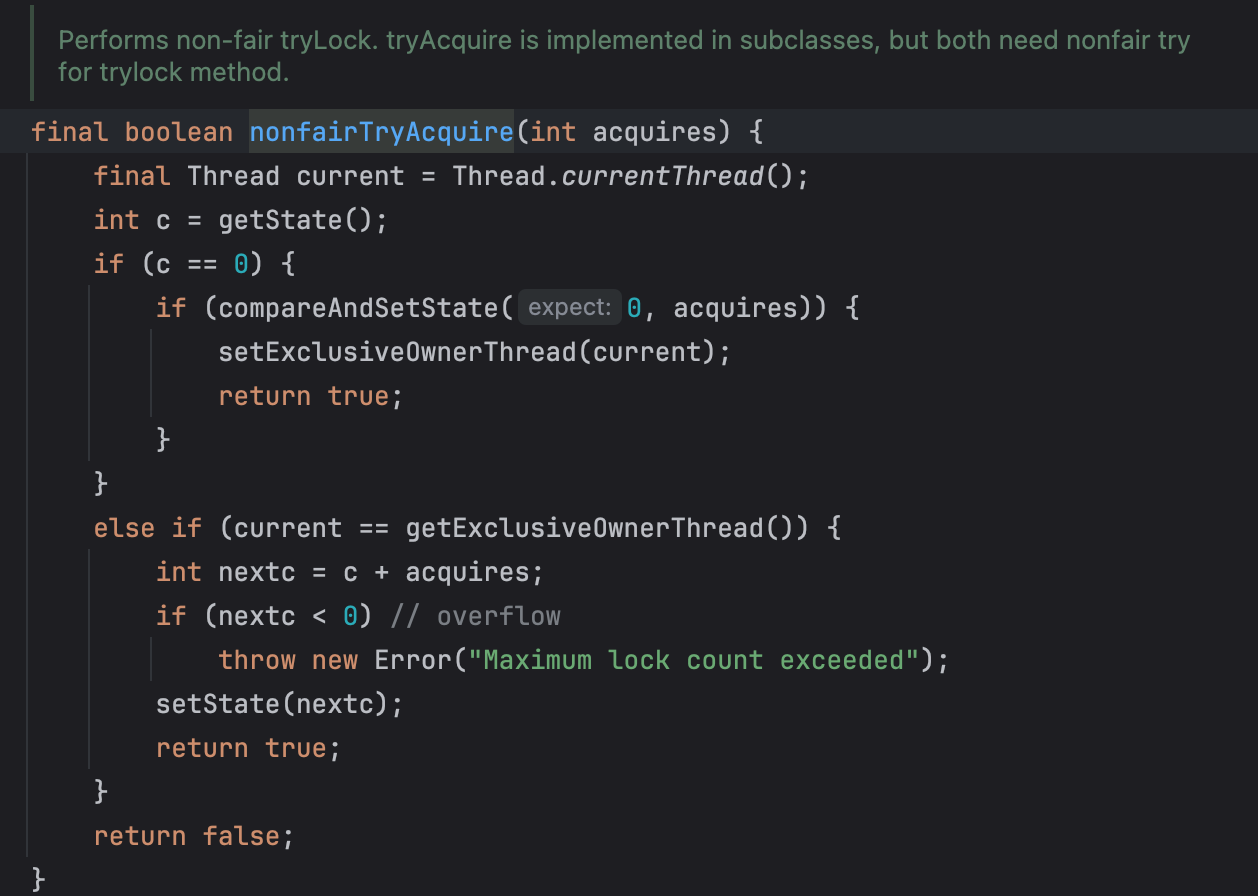 Performs non-fair tryLock. tryAcquire is implemented in subclasses, but both need nonfair try
for trylock method.
final boolean nonfairTryAcquire(int acquires) {
    final Thread current = Thread.currentThread();
    int c = getState();
    if (c == 0) {
        if (compareAndSetState( expect: 0, acquires)) {
            setExclusiveOwnerThread(current);
            return true;
        }
    }
    else if (current == getExclusiveOwnerThread()) {
        int nextc = c + acquires;
        if (nextc < 0) // overflow
            throw new Error("Maximum lock count exceeded");
        setState(nextc);
        return true;
    }
    return false;
}